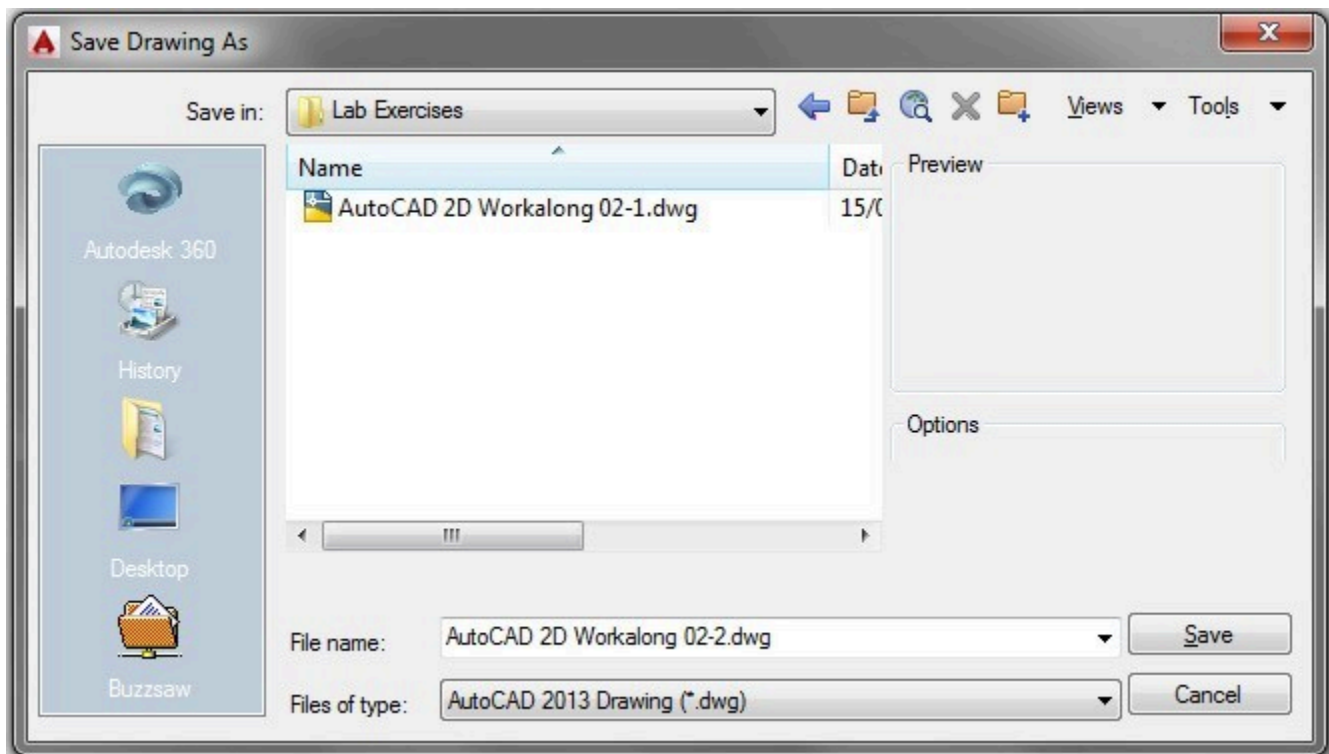 Save Drawing As
Save in:
Lab Exercises
Views
Tools
Autodesk 360
History
Desktop
Buzzsaw
Name
AutoCAD 2D Workalong 02-1.dwg
15/0
Preview
Options
File name:
AutoCAD 2D Workalong 02-2.dwg
Save
Files of type:
AutoCAD 2013 Drawing (*.dwg)
Cancel